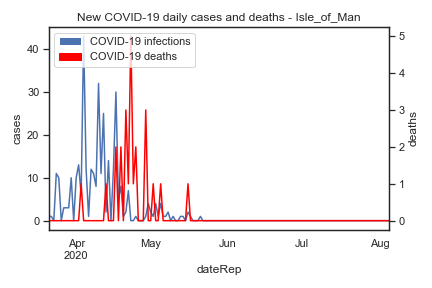 New COVID-19 daily cases and deaths - Isle_of_Man
COVID-19 infections
COVID-19 deaths
40
30
20
10
0
cases
5
4
3
2
1
0
deaths
Apr
2020
May
Jun
Jul
Aug
dateRep